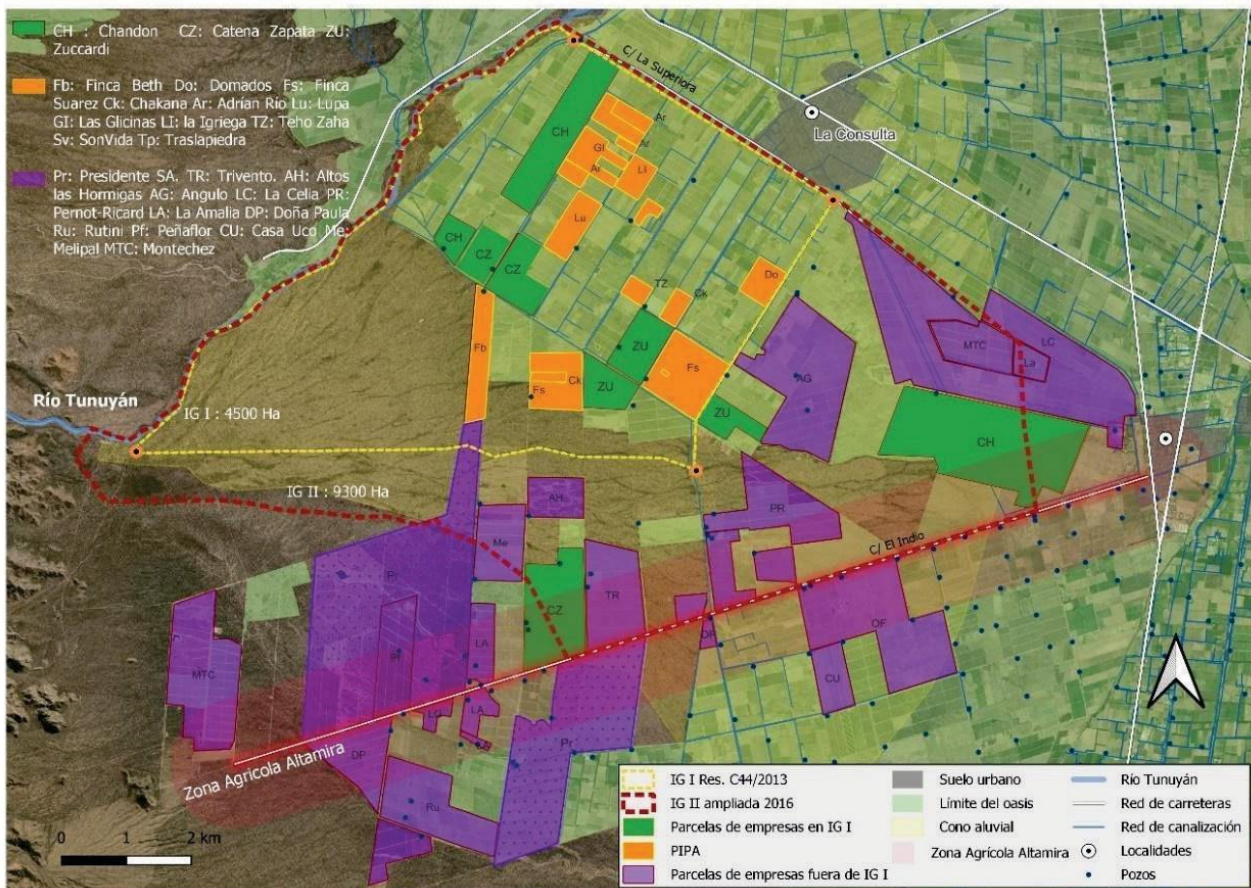 CH : Chandon CZ: Catena Zapata ZU:
Zuccardi
Fb: Finca Beth Do: Domados Fs: Finca
Suarez Ck: Chakana Ar: Adrián Río Lu: Lupa
GI: Las Glicinas LI: la Igriega TZ: Teho Zaha
Sv: SonVida Tp: Traslapiedra
Pr: Presidente SA. TR: Trivento. AH: Altos
las Hormigas AG: Angulo LC: La Celia PR:
Pernot-Ricard LA: La Amalia DP: Doña Paula
Ru: Rutini Pf: Peñaflor CU: Casa Uco Me:
Melipal MTC: Montechez
C/ La Superiora
La Consulta
CH
Ar
Ar
GI
Ar
LI
Lu
CH
CZ
CZ
Do
TZ
Ck
ZU
Fb
Fs
Ck
ZU
Fs
ZU
AG
MTC
LC
La
CH
Río Tunuyán
IG I : 4500 Ha
IG II : 9300 Ha
AH
PR
Me
C/ El Indio
Pr
CZ
TR
LA
MTC
CU
LA
DP
Pr
Ru
Zona Agrícola Altamira
0 1 2 km
IG I Res. C44/2013
IG II ampliada 2016
Parcelas de empresas en IG I
PIPA
Parcelas de empresas fuera de IG I
Suelo urbano
Límite del oasis
Cono aluvial
Zona Agrícola Altamira
Río Tunuyán
Red de carreteras
Red de canalización
Localidades
Pozos